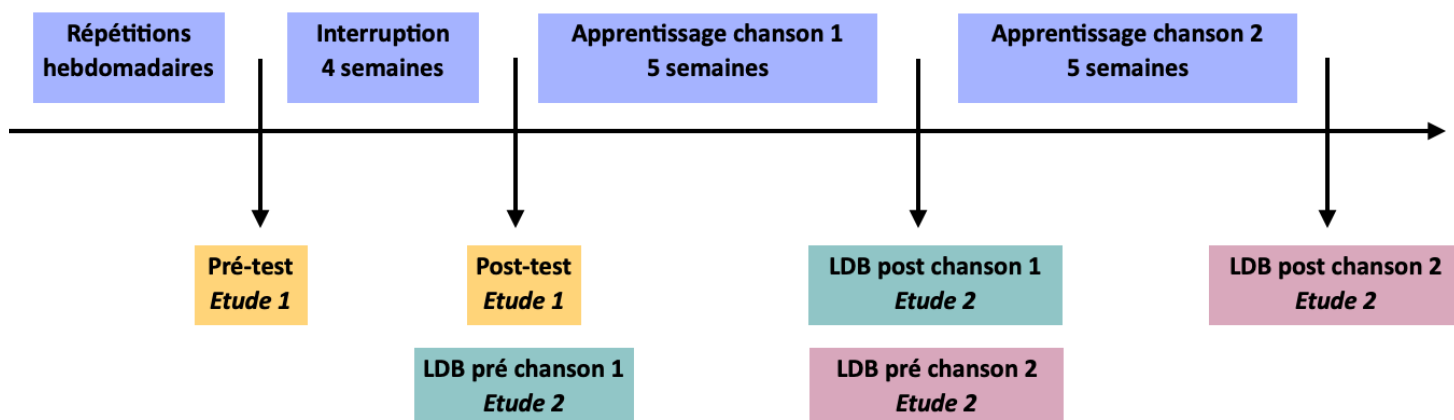 Répétitions
hebdomadaires
Interruption
4 semaines
Apprentissage chanson 1
5 semaines
Apprentissage chanson 2
5 semaines
Pré-test
Etude 1
Post-test
Etude 1
LDB post chanson 1
Etude 2
LDB post chanson 2
Etude 2
LDB pré chanson 1
Etude 2
LDB pré chanson 2
Etude 2